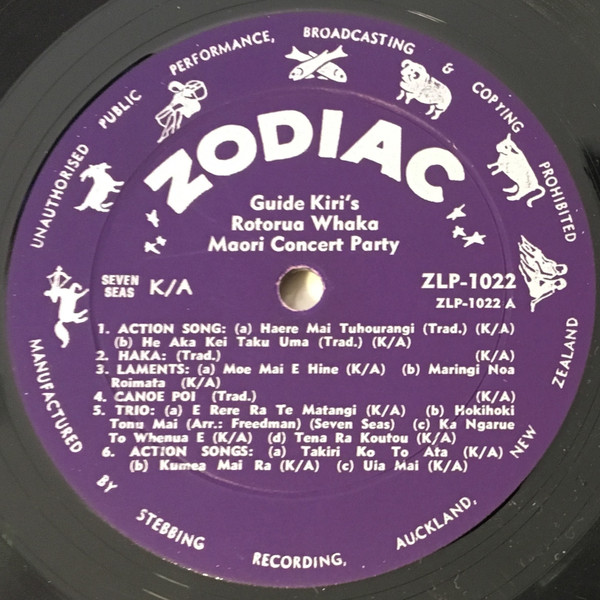 UNAUTHORISED PUBLIC PERFORMANCE, BROADCASTING & COPYING PROHIBITED
ZODIAC
Guide Kiri's
Rotorua Whaka
Maori Concert Party
SEVEN
SEAS
K/A
ZLP-1022
ZLP-1022 A
1. ACTION SONG: (a) Haere Mai Tuhourangi (Trad.) (K/A)
(b) He Aka Kei Taku Uma (Trad.) (K/A)
2. HAKA: (Trad.) (K/A)
3. LAMENTS: (a) Moe Mai E Hine (K/A) (b) Maringi Noa
Roimata (K/A)
4. CANOE POI (Trad.) (K/A)
5. TRIO: (a) E Rere Ra Te Matangi (K/A) (b) Hokihoki
Tonu Mai (Arr.: Freedman) (Seven Seas) (c) Ka Ngarue
To Whenua E (K/A) (d) Tena Ra Koutou (K/A)
6. ACTION SONGS: (a) Takiri Ko To Ata (K/A)
(b) Kumea Mai Ra (K/A) (c) Uia Mai (K/A)
MANUFACTURED BY STEBBING RECORDING, AUCKLAND, NEW ZEALAND